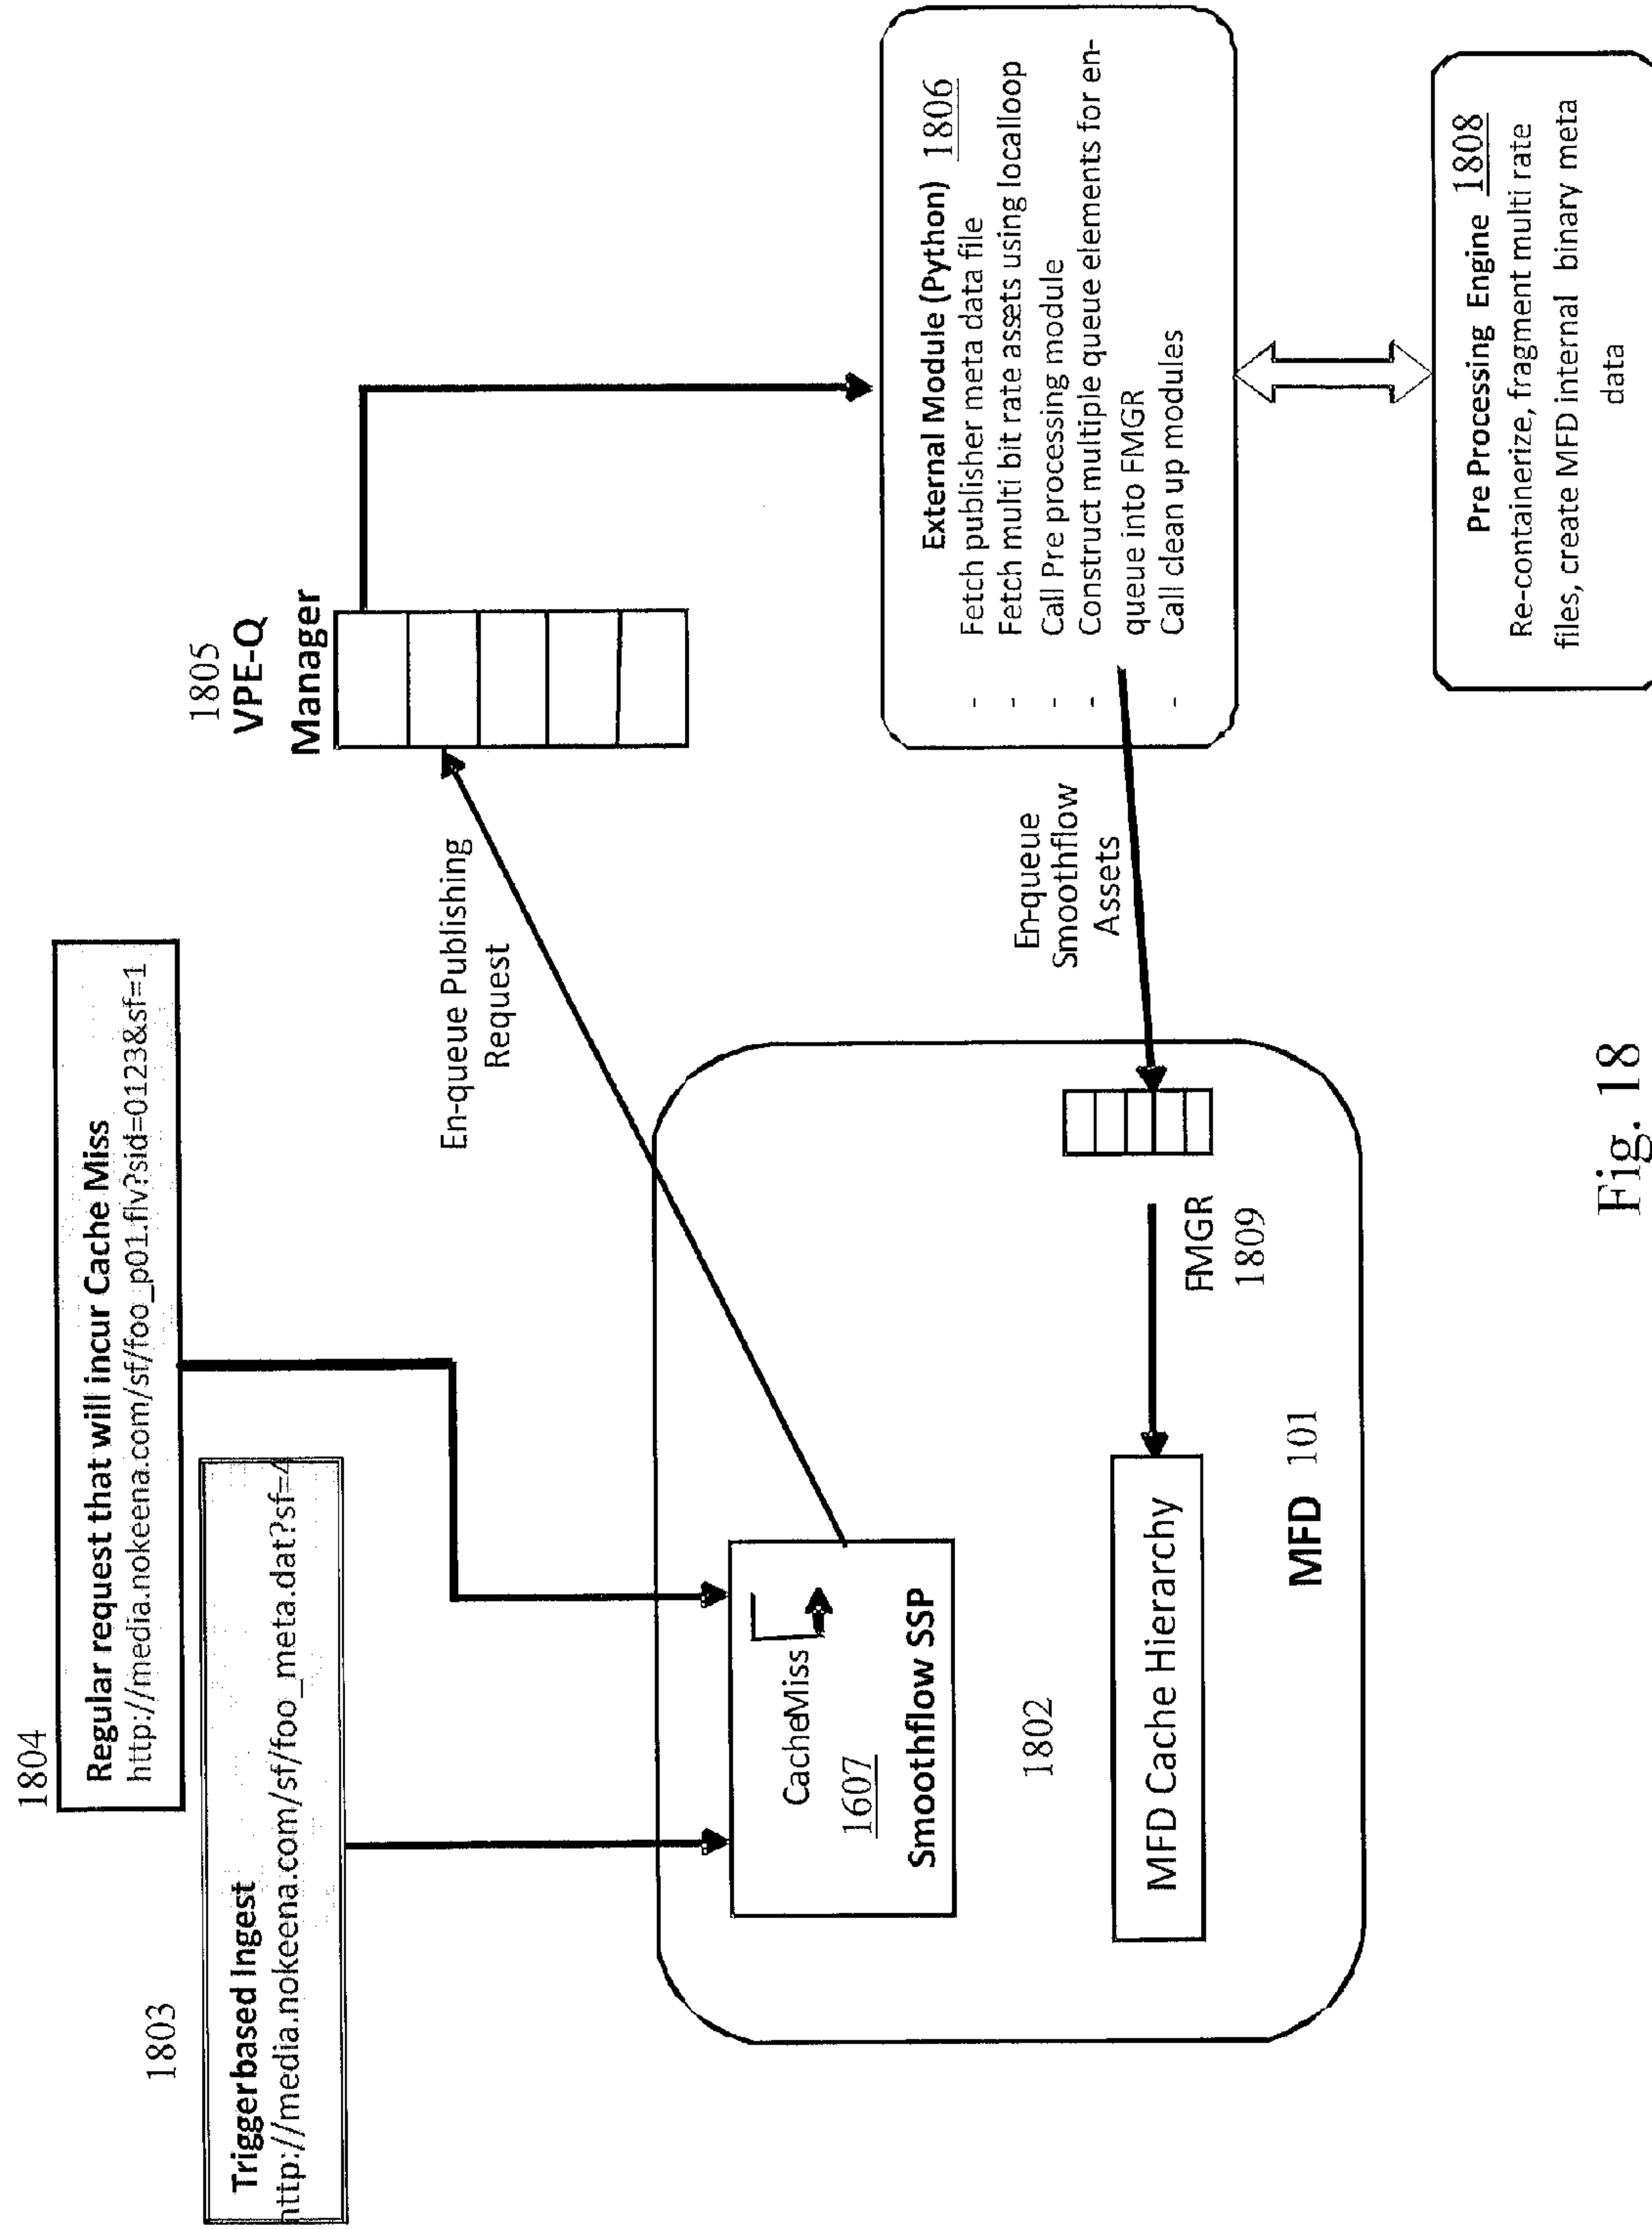 1804
Regular request that will incur Cache Miss
http://media.nokeena.com/sf/foo_p01.flv?sid=0123&sf=1
1803
Triggerbased Ingest
http://media.nokeena.com/sf/foo_meta.dat?sf=4
1805
VPE-Q
Manager
En-queue Publishing
Request
CacheMiss
1607
Smoothflow SSP
1802
MFD Cache Hierarchy
MFD 101
FMGR
1809
En-queue
Smoothflow
Assets
External Module (Python) 1806
- Fetch publisher meta data file
- Fetch multi bit rate assets using localloop
- Call Pre processing module
- Construct multiple queue elements for en-
queue into FMGR
- Call clean up modules
Pre Processing Engine 1808
Re-containerize, fragment multi rate
files, create MFD internal binary meta
data
Fig. 18